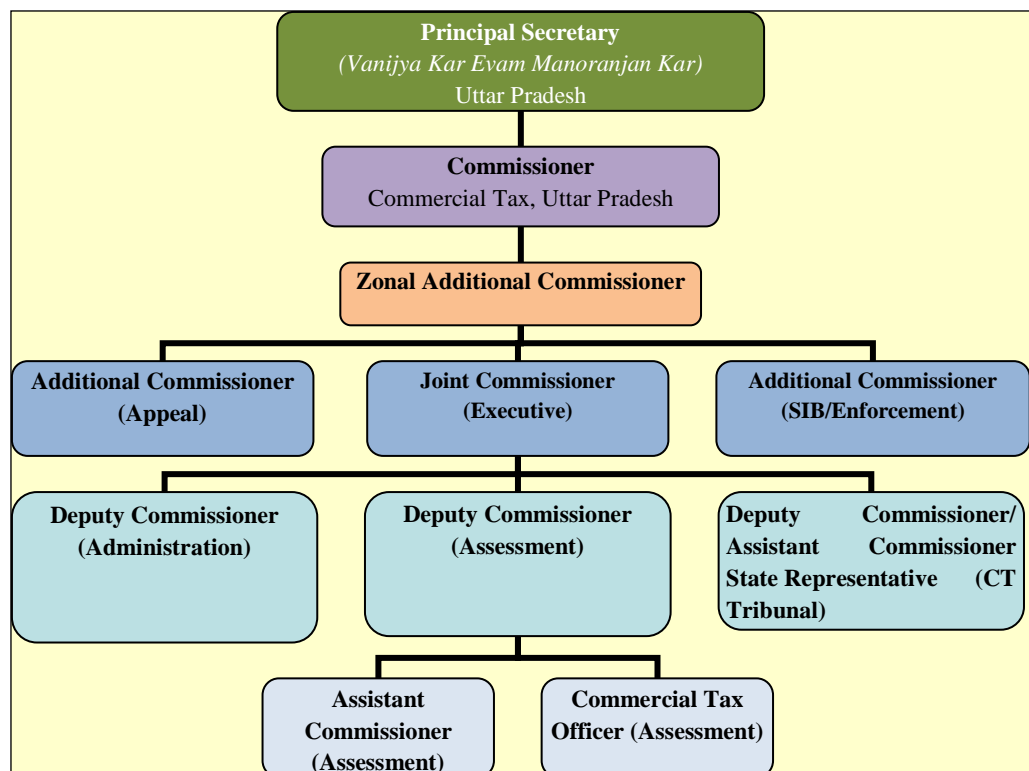 Principal Secretary
(Vanijya Kar Evam Manoranjan Kar)
Uttar Pradesh
Commissioner
Commercial Tax, Uttar Pradesh
Zonal Additional Commissioner
Additional Commissioner
(Appeal)
Joint Commissioner
(Executive)
Additional Commissioner
(SIB/Enforcement)
Deputy Commissioner
(Administration)
Deputy Commissioner
(Assessment)
Deputy Commissioner/
Assistant Commissioner
State Representative (CT
Tribunal)
Assistant
Commissioner
(Assessment)
Commercial Tax
Officer (Assessment)